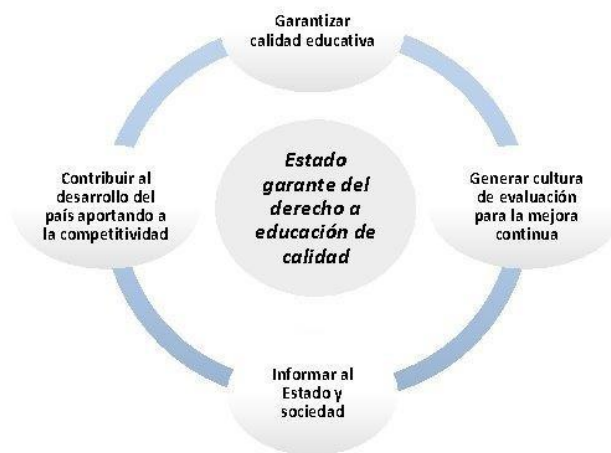 Garantizar
calidad educativa
Estado
garante del
derecho a
educación de
calidad
Contribuir al
desarrollo del
país aportando a
la competitividad
Generar cultura
de evaluación
para la mejora
continua
Informar al
Estado y
sociedad